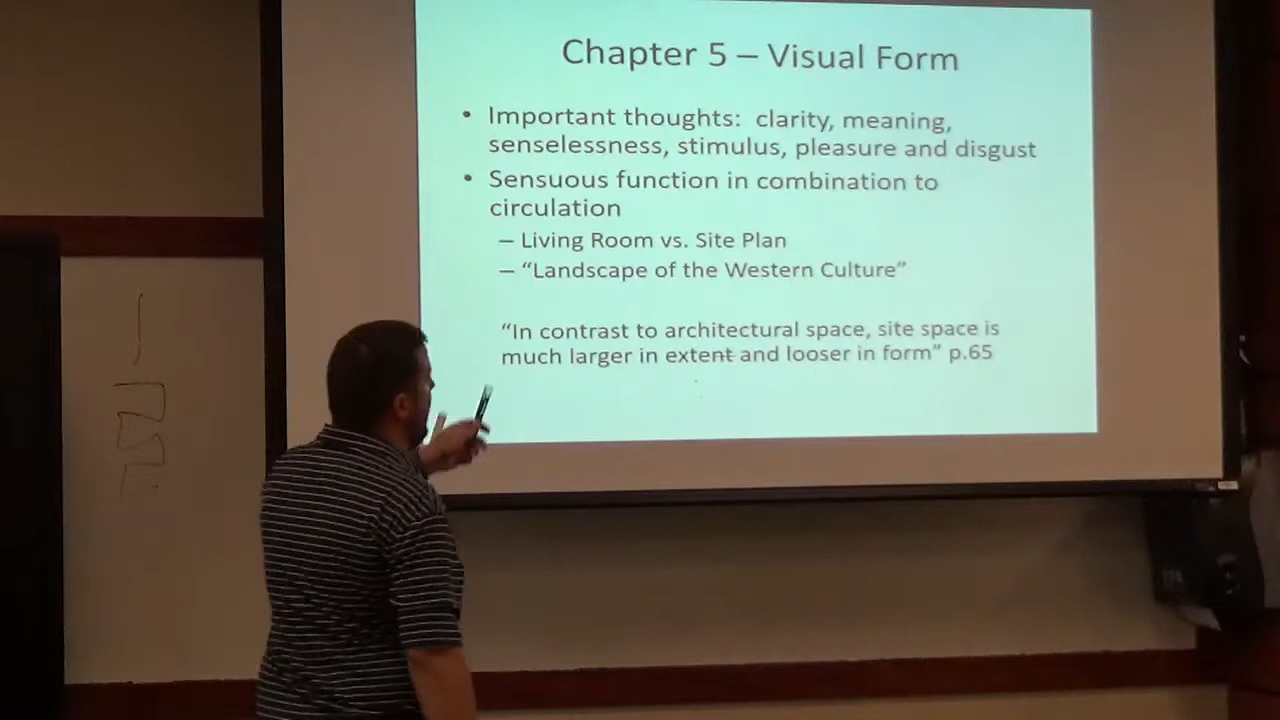 Chapter 5 – Visual Form
• Important thoughts: clarity, meaning,
senselessness, stimulus, pleasure and disgust
• Sensuous function in combination to
circulation
– Living Room vs. Site Plan
– “Landscape of the Western Culture”
“In contrast to architectural space, site space is
much larger in extent and looser in form” p.65